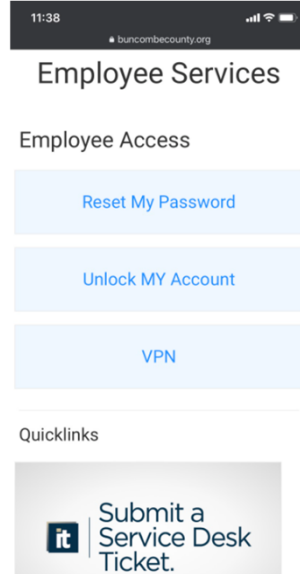 11:38
buncombecounty.org
Employee Services
Employee Access
Reset My Password
Unlock MY Account
VPN
Quicklinks
it
Submit a
Service Desk
Ticket.